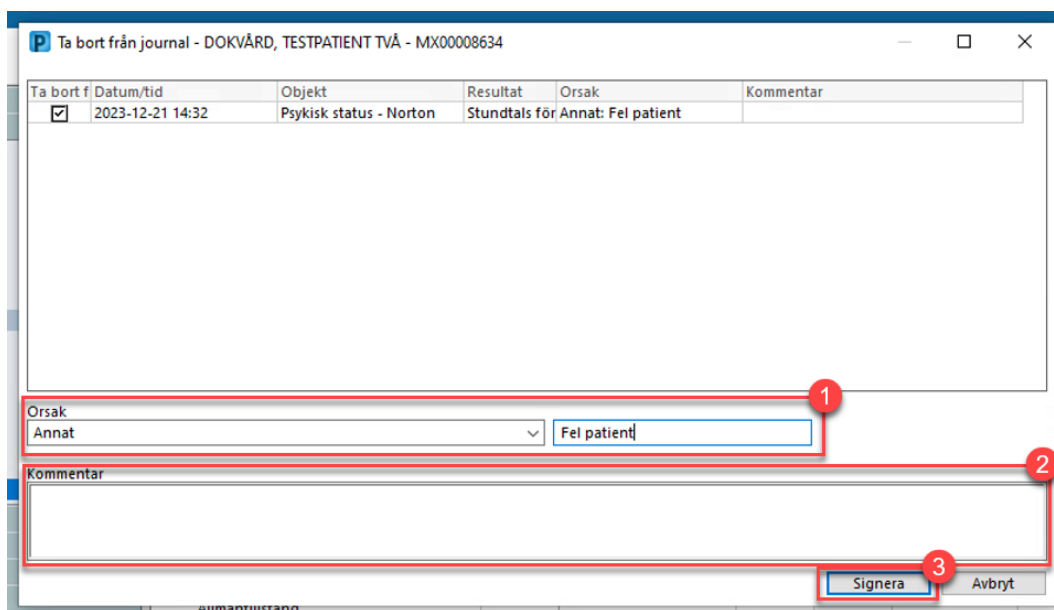 P Ta bort från journal - DOKVÅRD, TESTPATIENT TVÅ - MX00008634
Ta bort f Datum/tid Objekt Resultat Orsak Kommentar
2023-12-21 14:32 Psykisk status - Norton Stundtals för Annat: Fel patient
1
Orsak
Annat Fel patient
2
Kommentar
3
Signera Avbryt
Allmäntillstånd